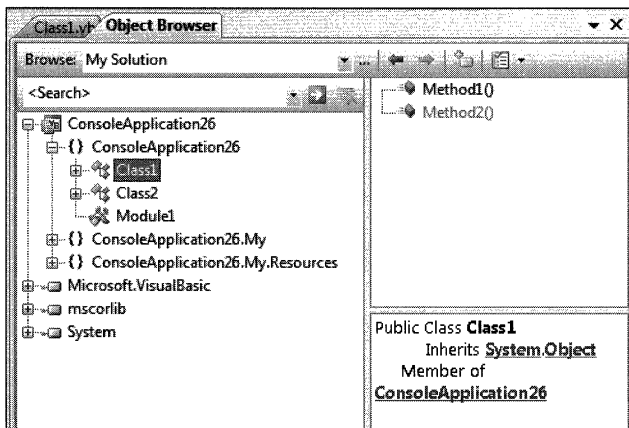 Class1.vb Object Browser
Browse: My Solution
<Search>
ConsoleApplication26
{} ConsoleApplication26
Class1
Class2
Module1
{} ConsoleApplication26.My
{} ConsoleApplication26.My.Resources
Microsoft.VisualBasic
mscorlib
System
Method1()
Method2()
Public Class Class1
Inherits System.Object
Member of
ConsoleApplication26